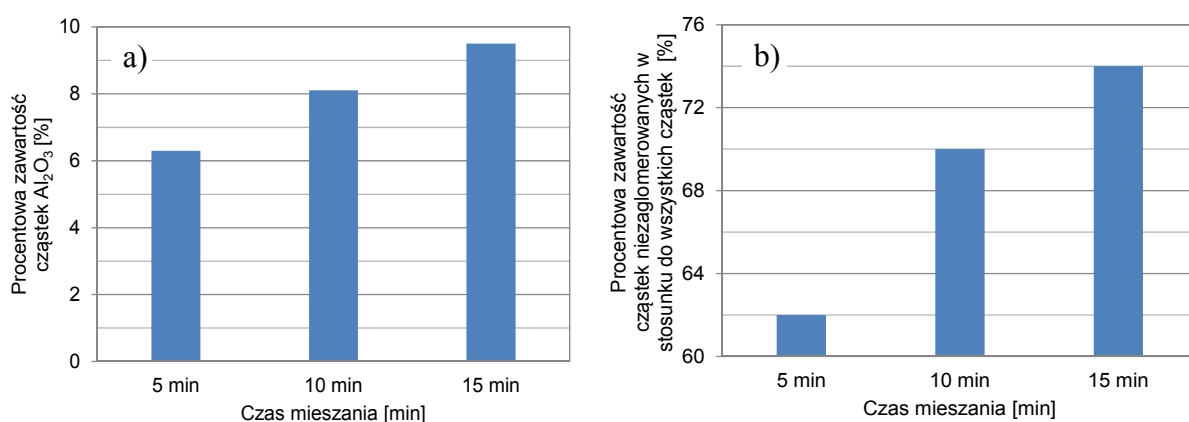 a)
Procentowa zawartość
cząstek Al₂O₃ [%]
10
8
6
4
2
0
5 min
10 min
15 min
Czas mieszania [min]
b)
Procentowa zawartość
cząstek niezaglomerowanych w
stosunku do wszystkich cząstek [%]
76
72
68
64
60
5 min
10 min
15 min
Czas mieszania [min]